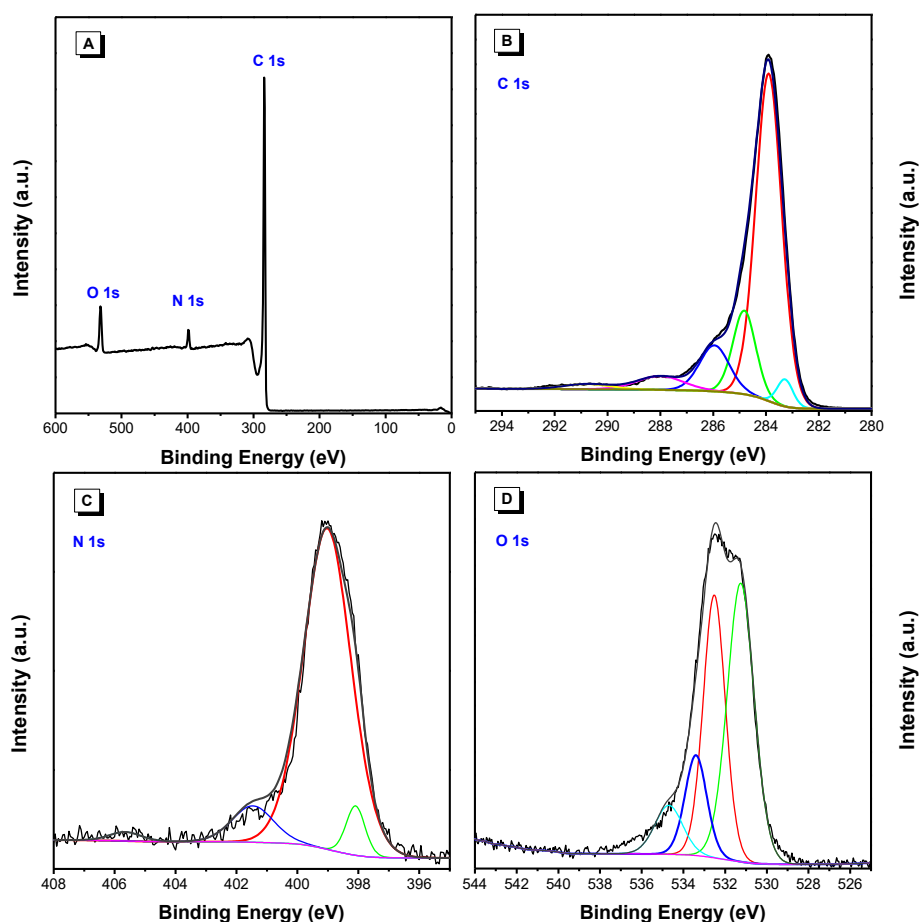 A
C 1s
O 1s
N 1s
Intensity (a.u.)
600 500 400 300 200 100 0
Binding Energy (eV)
B
C 1s
Intensity (a.u.)
294 292 290 288 286 284 282 280
Binding Energy (eV)
C
N 1s
Intensity (a.u.)
408 406 404 402 400 398 396
Binding Energy (eV)
D
O 1s
Intensity (a.u.)
544 542 540 538 536 534 532 530 528 526
Binding Energy (eV)